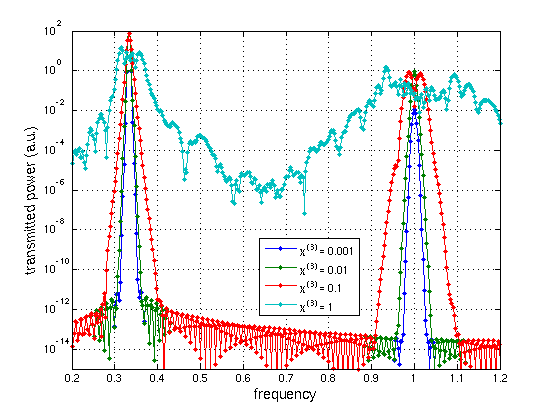 10^2
10^0
10^-2
10^-4
10^-6
10^-8
10^-10
10^-12
10^-14
transmitted power (a.u.)
χ^(3) = 0.001
χ^(3) = 0.01
χ^(3) = 0.1
χ^(3) = 1
0.2 0.3 0.4 0.5 0.6 0.7 0.8 0.9 1 1.1 1.2
frequency